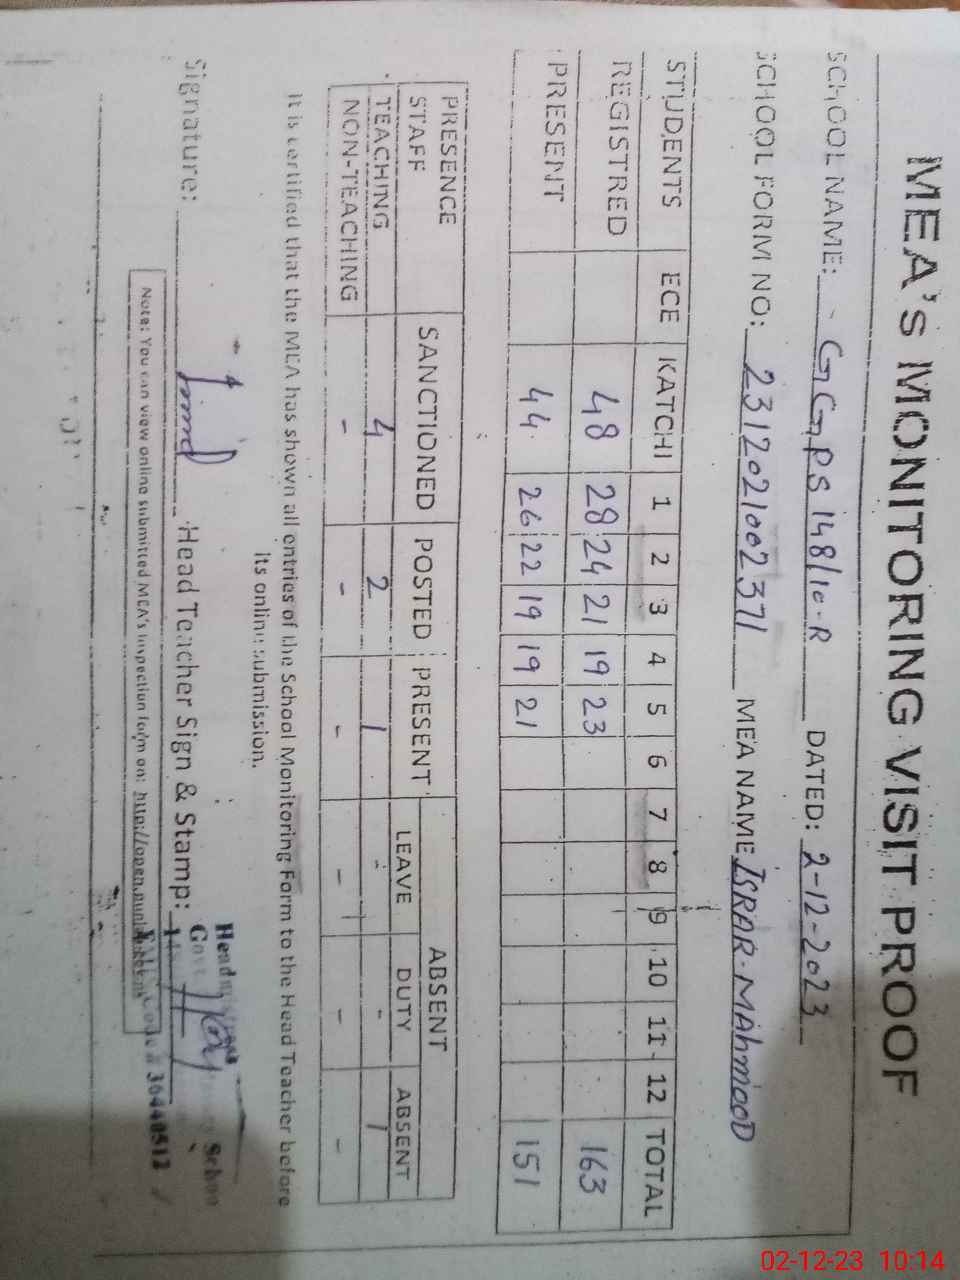 MEA'S MONITORING VISIT PROOF
SCHOOL NAME: GGPS 148/10-R DATED: 2-12-2023
SCHOOL FORM NO: 23120210002371 MEA NAME ISRAR MAHMOOD
STUDENTS ECE KATCHI 1 2 3 4 5 6 7 8 9 10 11 12 TOTAL
REGISTRED 48 28 24 21 19 23 163
PRESENT 44 26 22 19 19 21 151
PRESENCE SANCTIONED POSTED PRESENT ABSENT
STAFF LEAVE DUTY ABSENT
TEACHING 4 2 1 - - 1
NON-TEACHING - - - - - -
It is certified that the MEA has shown all entries of the School Monitoring Form to the Head Teacher before
its online submission.
Signature: Head Teacher Sign & Stamp:
Note: You can view online submitted MEA's Inspection form on:
36440512
02-12-23 10:14